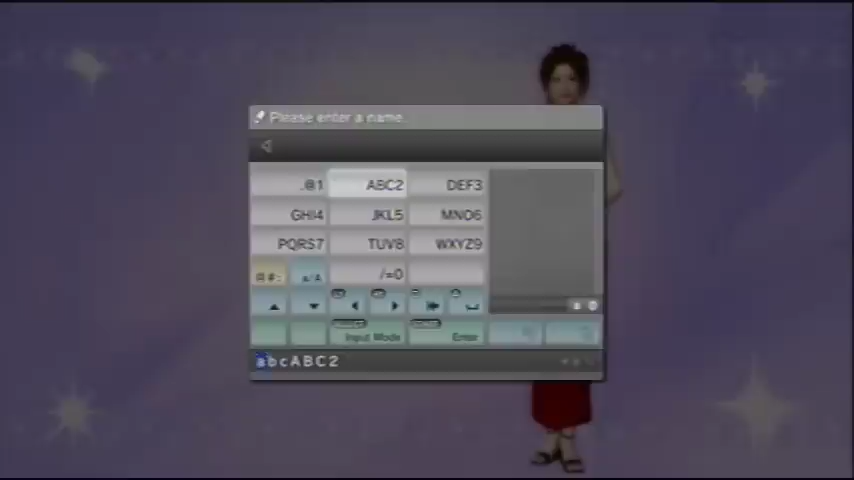 Please enter a name.
.@1 ABC2 DEF3
GHI4 JKL5 MNO6
PQRS7 TUV8 WXYZ9
@#: a/A /=0
Input Mode Enter
abcABC2